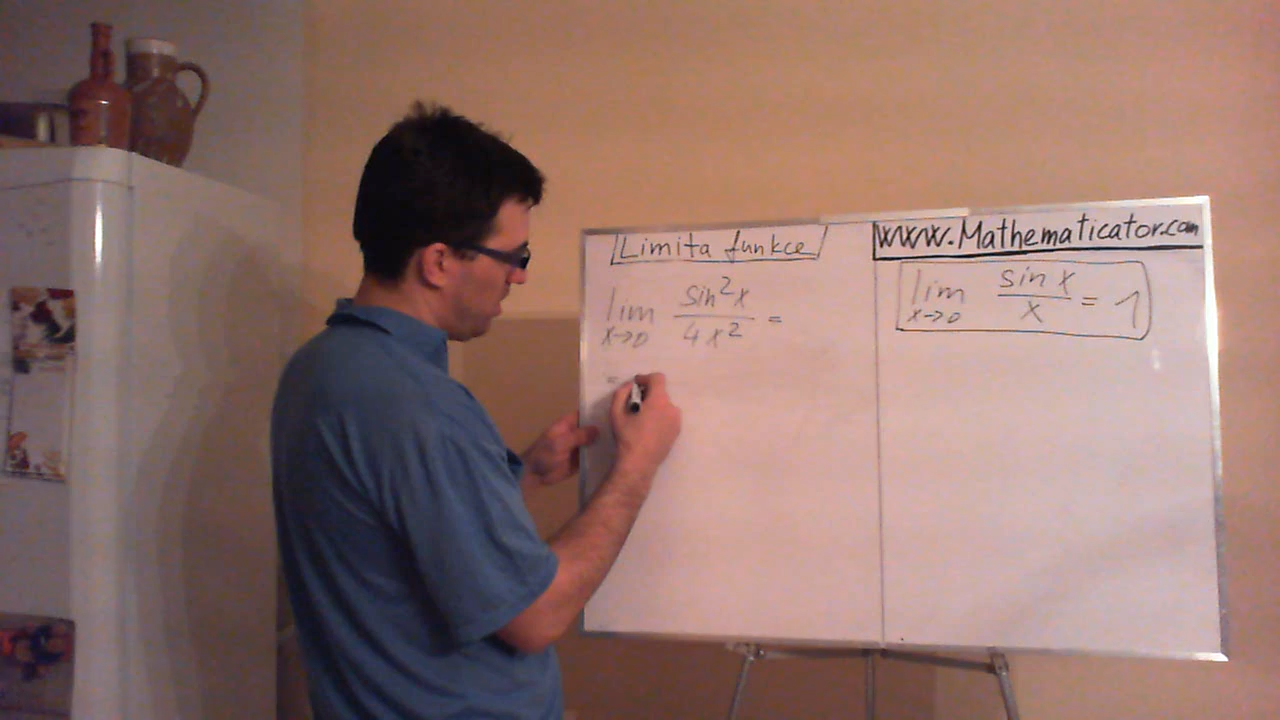 Limita funkce
lim x→0 sin²x / 4x² =
=
www.Mathematicator.com
lim x→0 sin x / x = 1